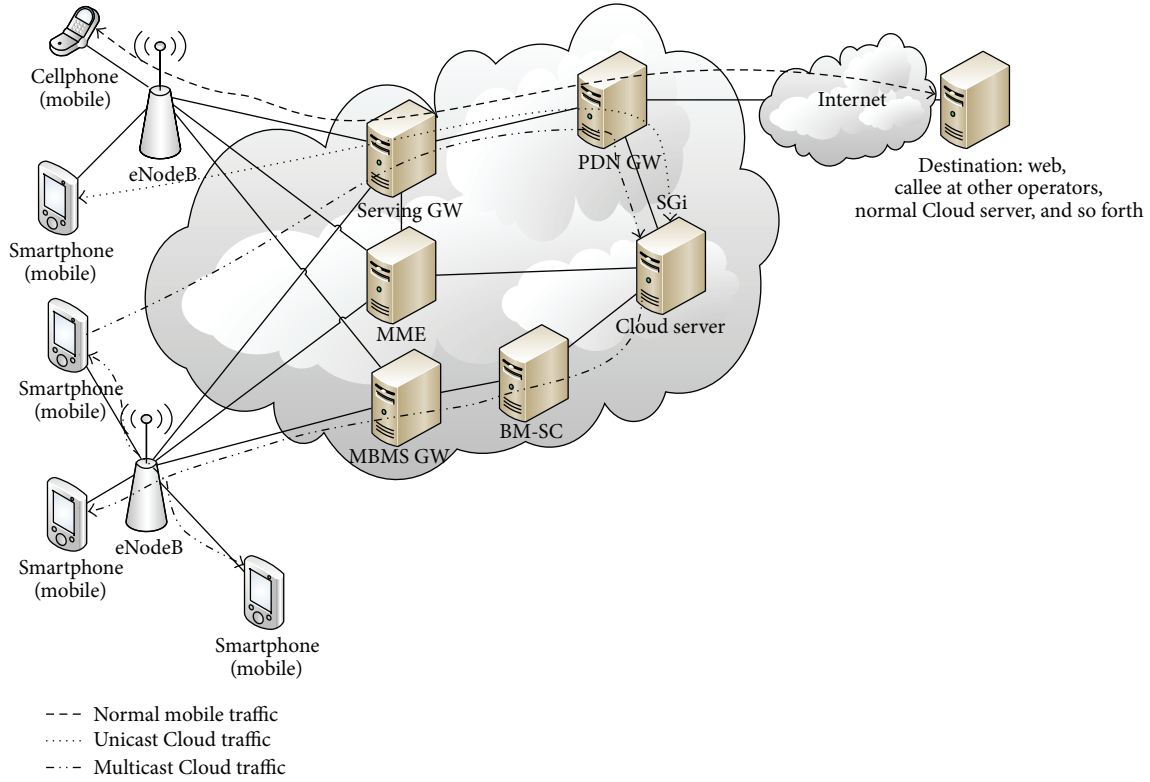 Cellphone
(mobile)
eNodeB
Smartphone
(mobile)
Serving GW
PDN GW
SGi
Internet
Destination: web,
callee at other operators,
normal Cloud server, and so forth
MME
Cloud server
Smartphone
(mobile)
MBMS GW
BM-SC
eNodeB
Smartphone
(mobile)
Smartphone
(mobile)
Normal mobile traffic
Unicast Cloud traffic
Multicast Cloud traffic